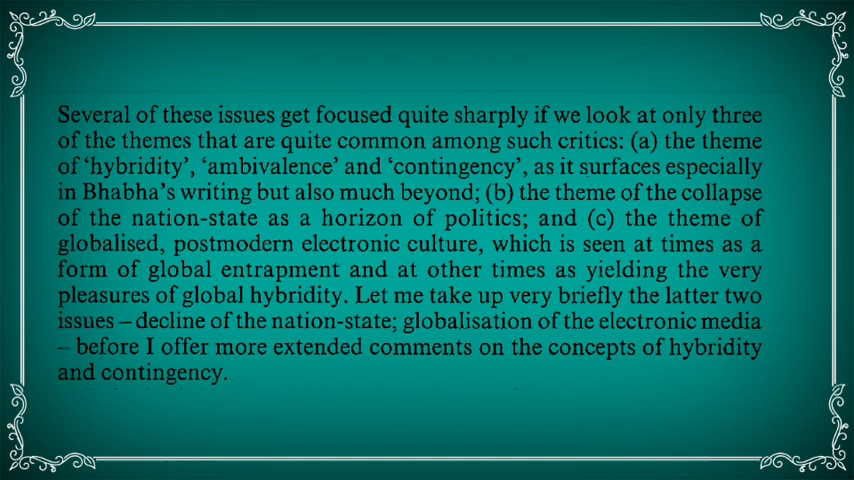 Several of these issues get focused quite sharply if we look at only three
of the themes that are quite common among such critics: (a) the theme
of ‘hybridity’, ‘ambivalence’ and ‘contingency’, as it surfaces especially
in Bhabha’s writing but also much beyond; (b) the theme of the collapse
of the nation-state as a horizon of politics; and (c) the theme of
globalised, postmodern electronic culture, which is seen at times as a
form of global entrapment and at other times as yielding the very
pleasures of global hybridity. Let me take up very briefly the latter two
issues – decline of the nation-state; globalisation of the electronic media
– before I offer more extended comments on the concepts of hybridity
and contingency.